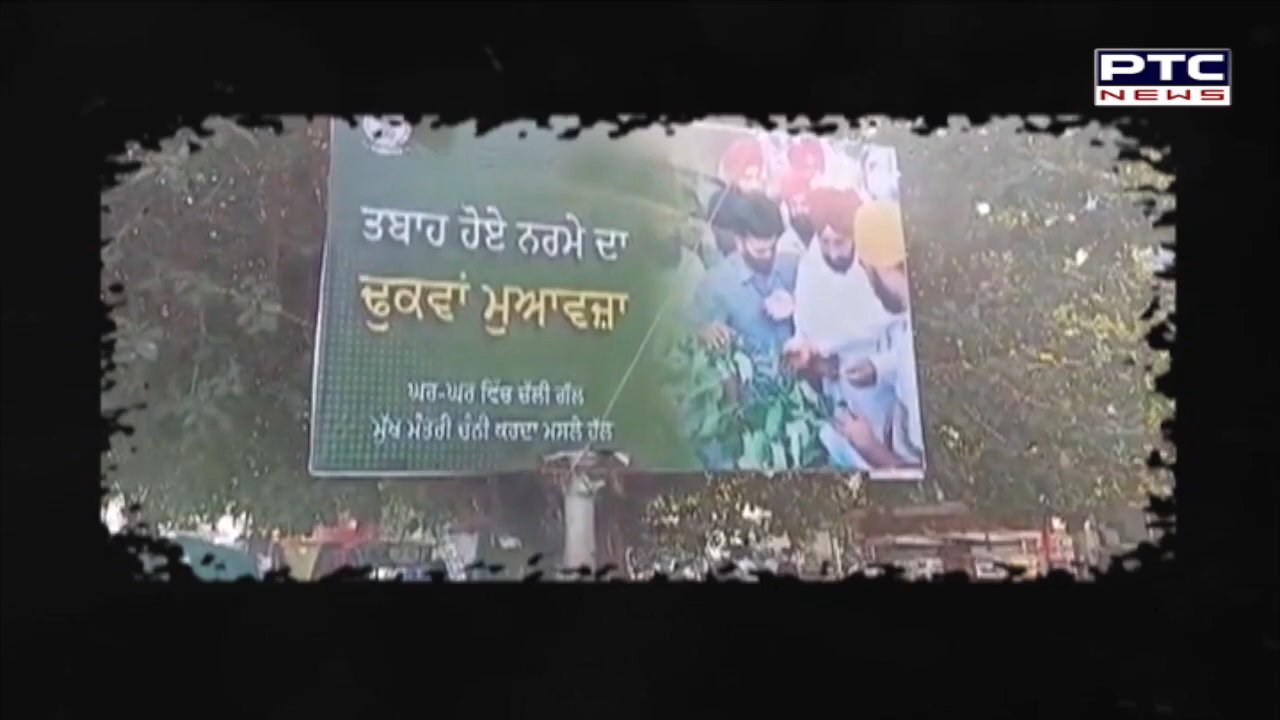 PTC
NEWS
ਤਬਾਹ ਹੋਏ ਨਰਮੇ ਦਾ
ਢੁਕਵਾਂ ਮੁਆਵਜ਼ਾ
ਘਰ-ਘਰ ਵਿੱਚ ਚੱਲੀ ਗੱਲ
ਮੁੱਖ ਮੰਤਰੀ ਚੰਨੀ ਕਰਦਾ ਮਸਲੇ ਹੱਲ